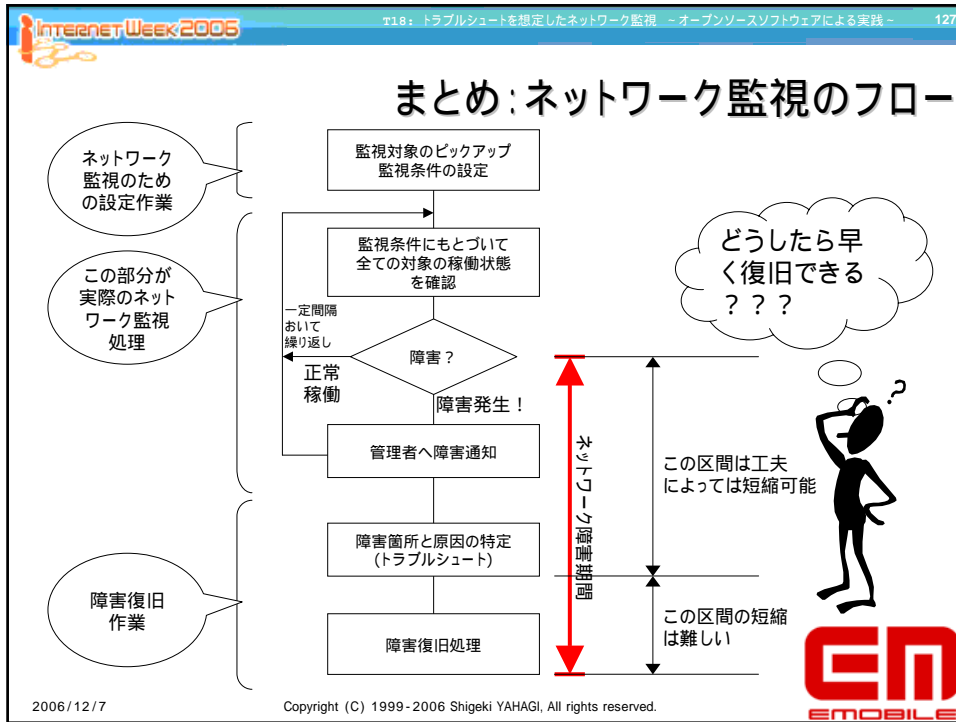 INTERNET WEEK 2006
T18: トラブルシュートを想定したネットワーク監視 ~オープンソースソフトウェアによる実践~ 127
まとめ:ネットワーク監視のフロー
ネットワーク
監視のため
の設定作業
監視対象のピックアップ
監視条件の設定
この部分が
実際のネット
ワーク監視
処理
監視条件にもとづいて
全ての対象の稼働状態
を確認
一定間隔
おいて
繰り返し
障害?
正常
稼働
障害発生!
管理者へ障害通知
障害箇所と原因の特定
(トラブルシュート)
障害復旧処理
障害復旧
作業
ネットワーク障害期間
この区間は工夫
によっては短縮可能
この区間の短縮
は難しい
どうしたら早
く復旧できる
???
?
EM
EMOBILE
2006/12/7
Copyright (C) 1999-2006 Shigeki YAHAGI, All rights reserved.